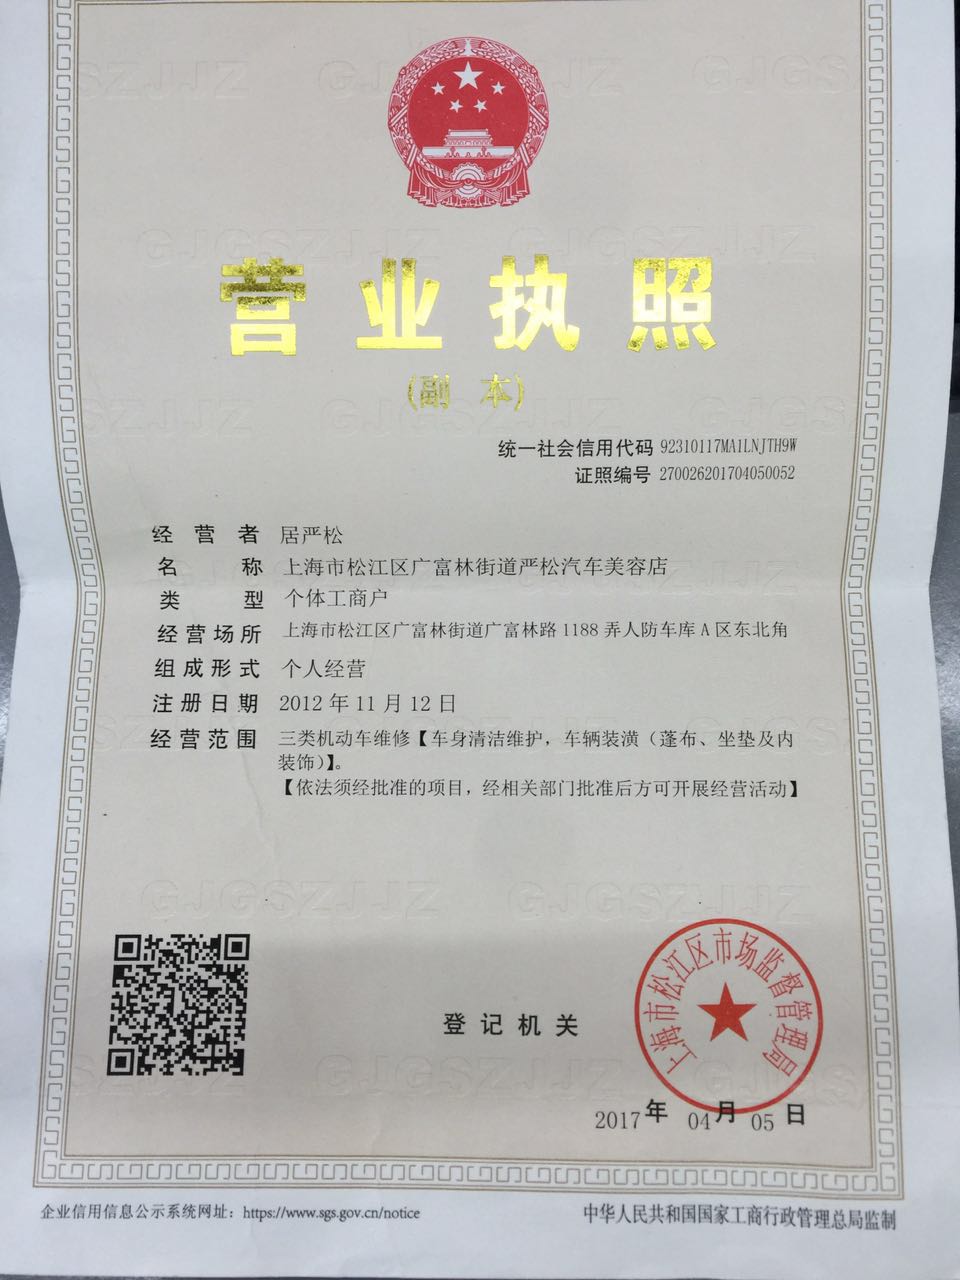 营业执照
(副 本)
统一社会信用代码 92310117MA1LNJTH9W
证照编号 270026201704050052
经营者 居严松
名称 上海市松江区广富林街道严松汽车美容店
类型 个体工商户
经营场所 上海市松江区广富林街道广富林路1188弄人防车库A区东北角
组成形式 个人经营
注册日期 2012年11月12日
经营范围 三类机动车维修【车身清洁维护，车辆装潢（蓬布、坐垫及内
装饰）】。
【依法须经批准的项目，经相关部门批准后方可开展经营活动】
登记机关
上海市松江区市场监督管理局
2017年04月05日
企业信用信息公示系统网址：https://www.sgs.gov.cn/notice
中华人民共和国国家工商行政管理总局监制